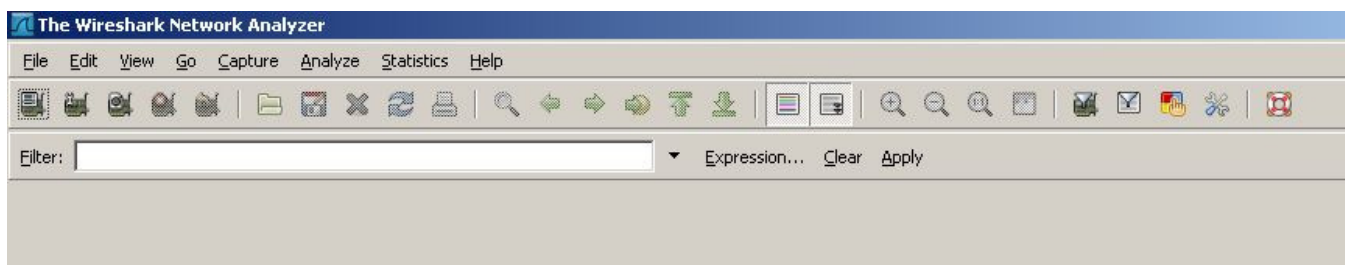 The Wireshark Network Analyzer
File Edit View Go Capture Analyze Statistics Help
Filter: Expression... Clear Apply